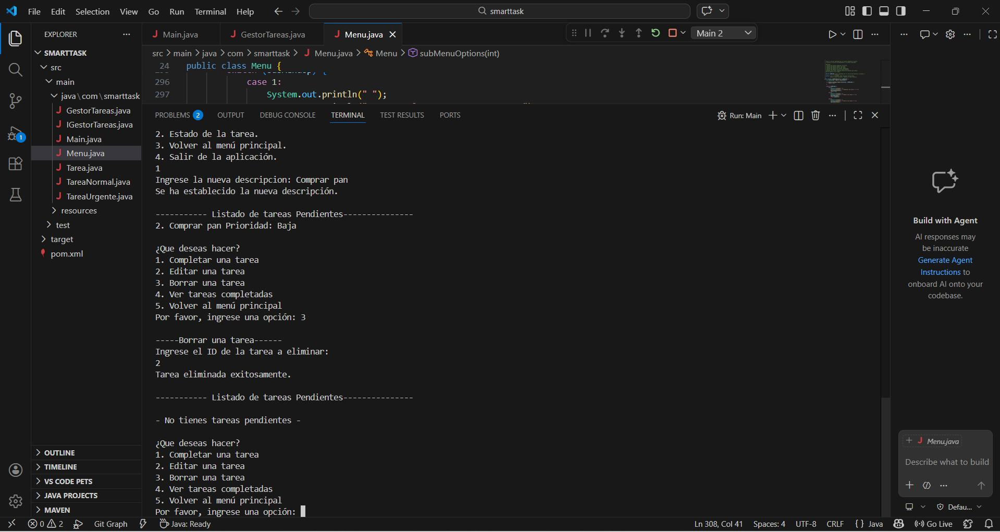 File Edit Selection View Go Run Terminal Help
smarttask
EXPLORER
SMARTTASK
src
main
java\com\smarttask
GestorTareas.java
IGestorTareas.java
Main.java
Menu.java
Tarea.java
TareaNormal.java
TareaUrgente.java
resources
test
target
pom.xml
OUTLINE
TIMELINE
VS CODE PETS
JAVA PROJECTS
MAVEN
Main.java GestorTareas.java Menu.java
Main 2
src > main > java > com > smarttask > Menu.java > Menu > subMenuOptions(int)
24 public class Menu {
296 case 1:
297 System.out.println(" ");
PROBLEMS 2 OUTPUT DEBUG CONSOLE TERMINAL TEST RESULTS PORTS
Run: Main
2. Estado de la tarea.
3. Volver al menú principal.
4. Salir de la aplicación.
1
Ingrese la nueva descripcion: Comprar pan
Se ha establecido la nueva descripción.
----------- Listado de tareas Pendientes---------------
2. Comprar pan Prioridad: Baja
¿Que deseas hacer?
1. Completar una tarea
2. Editar una tarea
3. Borrar una tarea
4. Ver tareas completadas
5. Volver al menú principal
Por favor, ingrese una opción: 3
-----Borrar una tarea------
Ingrese el ID de la tarea a eliminar:
2
Tarea eliminada exitosamente.
----------- Listado de tareas Pendientes---------------
- No tienes tareas pendientes -
¿Que deseas hacer?
1. Completar una tarea
2. Editar una tarea
3. Borrar una tarea
4. Ver tareas completadas
5. Volver al menú principal
Por favor, ingrese una opción:
Build with Agent
AI responses may
be inaccurate
Generate Agent
Instructions to
onboard AI onto your
codebase.
Menu.java
Describe what to build
Defau...
1
0 2 Git Graph Java: Ready
Ln 308, Col 41 Spaces: 4 UTF-8 CRLF {} Java Go Live